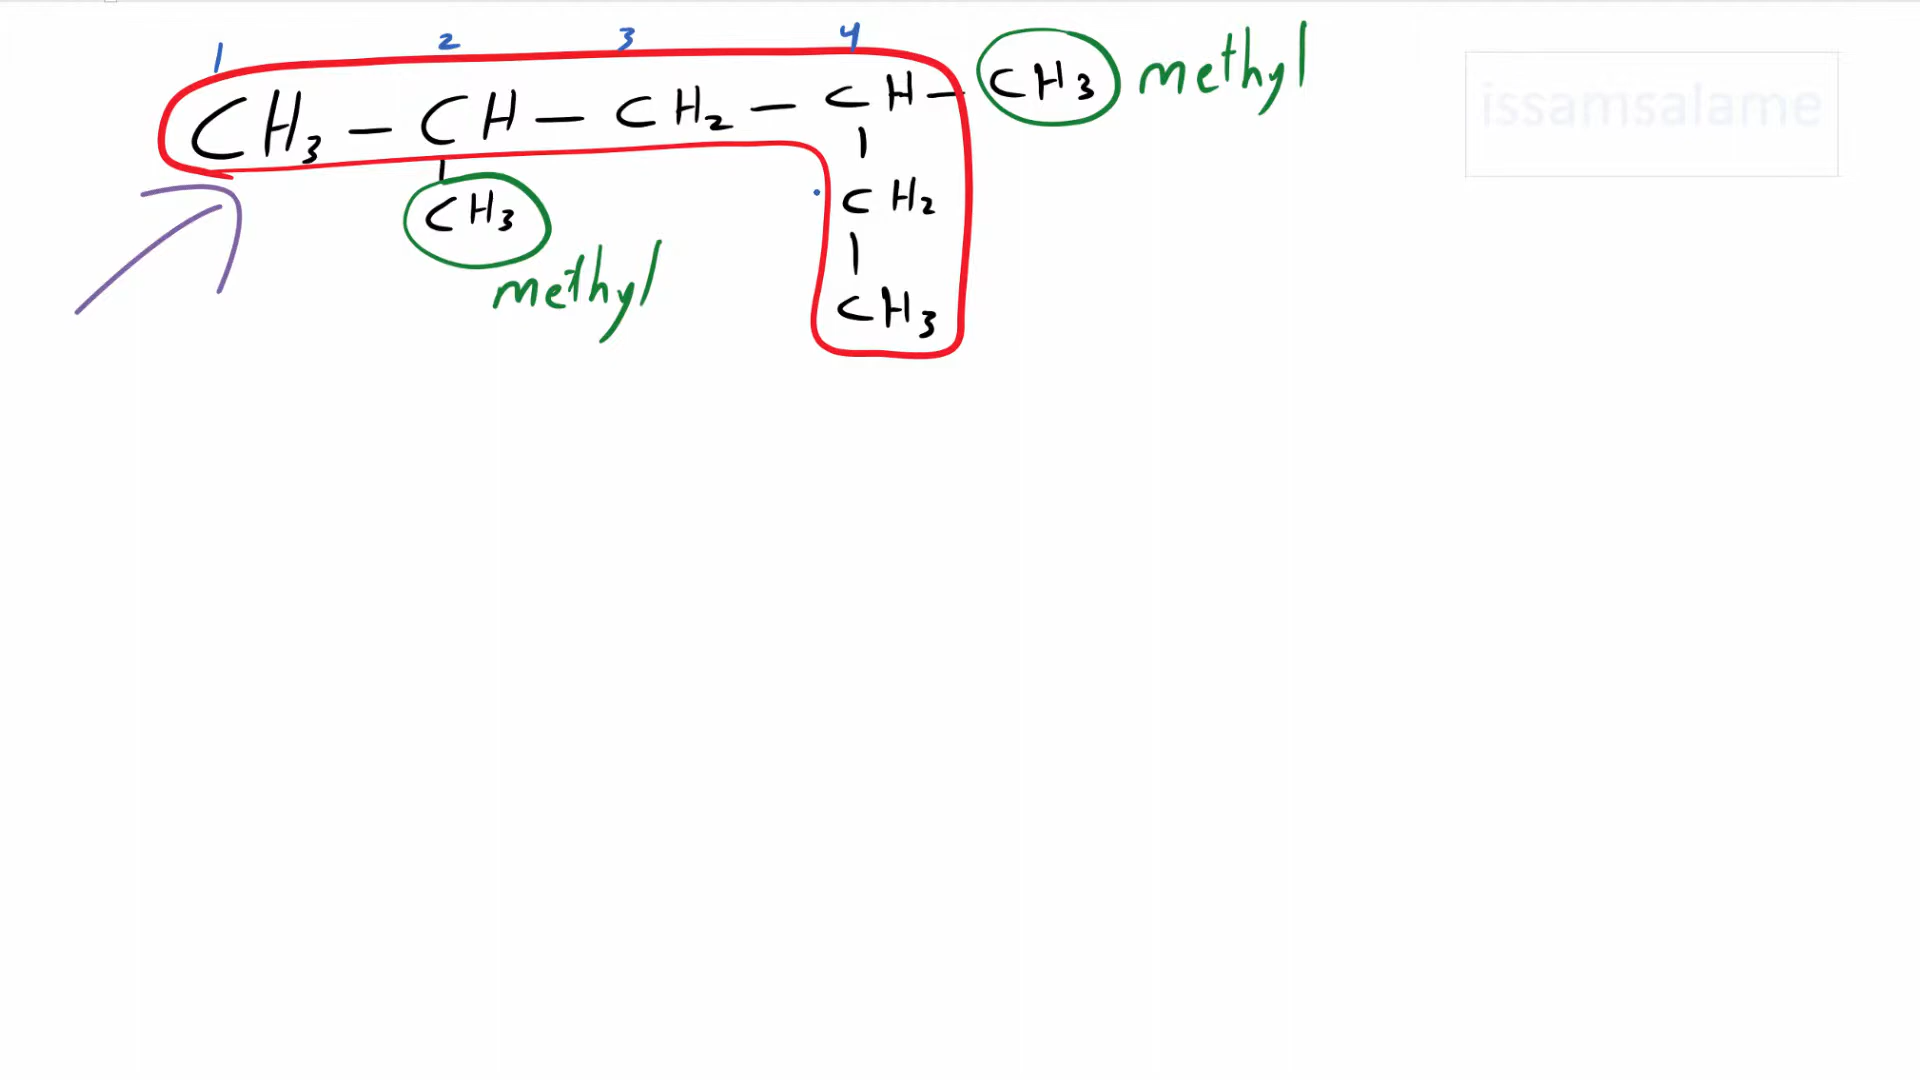 1 2 3 4
CH3 — CH — CH2 — CH — CH3 methyl
CH3 CH2
methyl
CH3
issamsalame